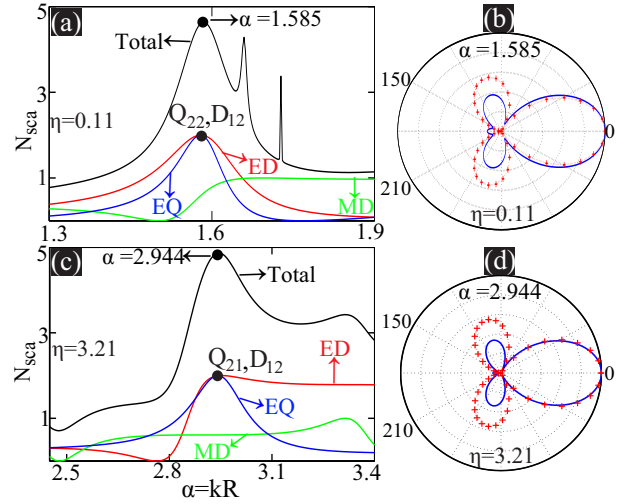 (a)
5
α =1.585
Total
N_sca
3
η=0.11
Q_22,D_12
ED
1
EQ
MD
1.3
1.6
1.9
(b)
α =1.585
150
0
210
η=0.11
(c)
5
α =2.944
Total
N_sca
η=3.21
3
Q_21,D_12
ED
EQ
1
MD
2.5
2.8
3.1
3.4
α=kR
(d)
α =2.944
150
0
210
η=3.21